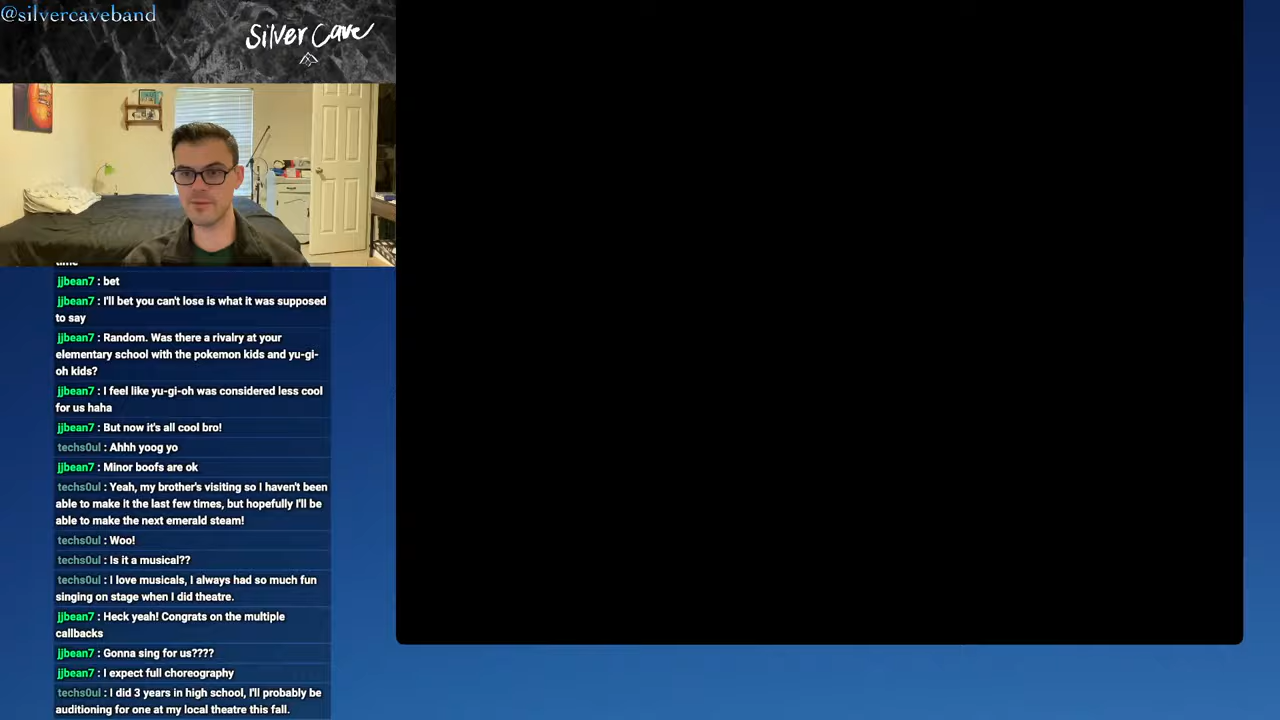 @silvercaveband
Silver Cave
jjbean7 : bet
jjbean7 : I'll bet you can't lose is what it was supposed
to say
jjbean7 : Random. Was there a rivalry at your
elementary school with the pokemon kids and yu-gi-
oh kids?
jjbean7 : I feel like yu-gi-oh was considered less cool
for us haha
jjbean7 : But now it's all cool bro!
techs0ul : Ahhh yoog yo
jjbean7 : Minor boofs are ok
techs0ul : Yeah, my brother's visiting so I haven't been
able to make it the last few times, but hopefully I'll be
able to make the next emerald steam!
techs0ul : Woo!
techs0ul : Is it a musical??
techs0ul : I love musicals, I always had so much fun
singing on stage when I did theatre.
jjbean7 : Heck yeah! Congrats on the multiple
callbacks
jjbean7 : Gonna sing for us????
jjbean7 : I expect full choreography
techs0ul : I did 3 years in high school, I'll probably be
auditioning for one at my local theatre this fall.